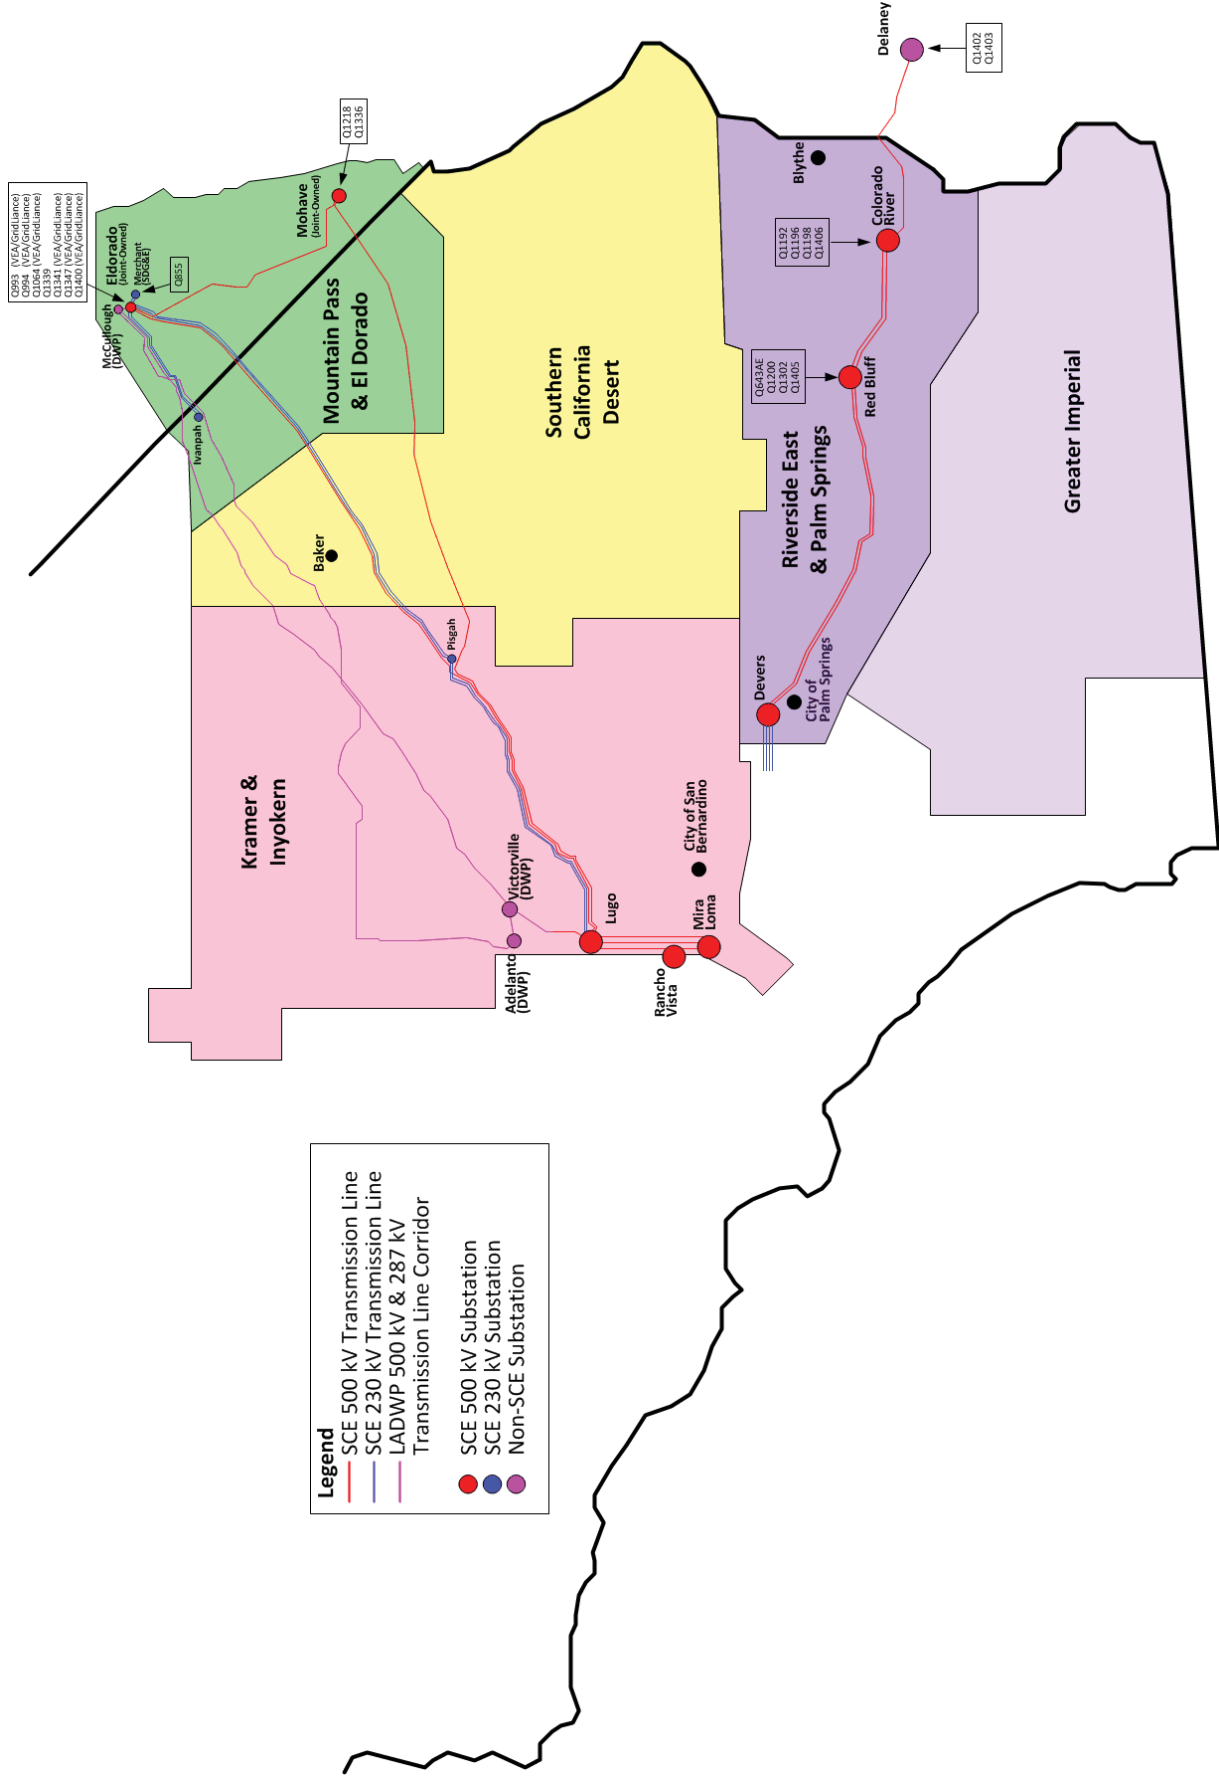 Q993 (VEA/GridLiance)
Q994 (VEA/GridLiance)
Q1064 (VEA/GridLiance)
Q1339
Q1341 (VEA/GridLiance)
Q1347 (VEA/GridLiance)
Q1400 (VEA/GridLiance)
McCullough
(DWP)
Eldorado
(Joint-Owned)
Merchant
(SDG&E)
Q855
Ivanpah
Mohave
(Joint-Owned)
Q1218
Q1336
Mountain Pass
& El Dorado
Baker
Southern
California
Desert
Kramer &
Inyokern
Pisgah
Victorville
(DWP)
Adelanto
(DWP)
Lugo
Rancho
Vista
Mira
Loma
City of San
Bernardino
Devers
City of
Palm Springs
Riverside East
& Palm Springs
Q643AE
Q1200
Q1302
Q1405
Red Bluff
Q1192
Q1196
Q1198
Q1406
Colorado
River
Blythe
Delaney
Q1402
Q1403
Greater Imperial
Legend
SCE 500 kV Transmission Line
SCE 230 kV Transmission Line
LADWP 500 kV & 287 kV
Transmission Line Corridor
SCE 500 kV Substation
SCE 230 kV Substation
Non-SCE Substation